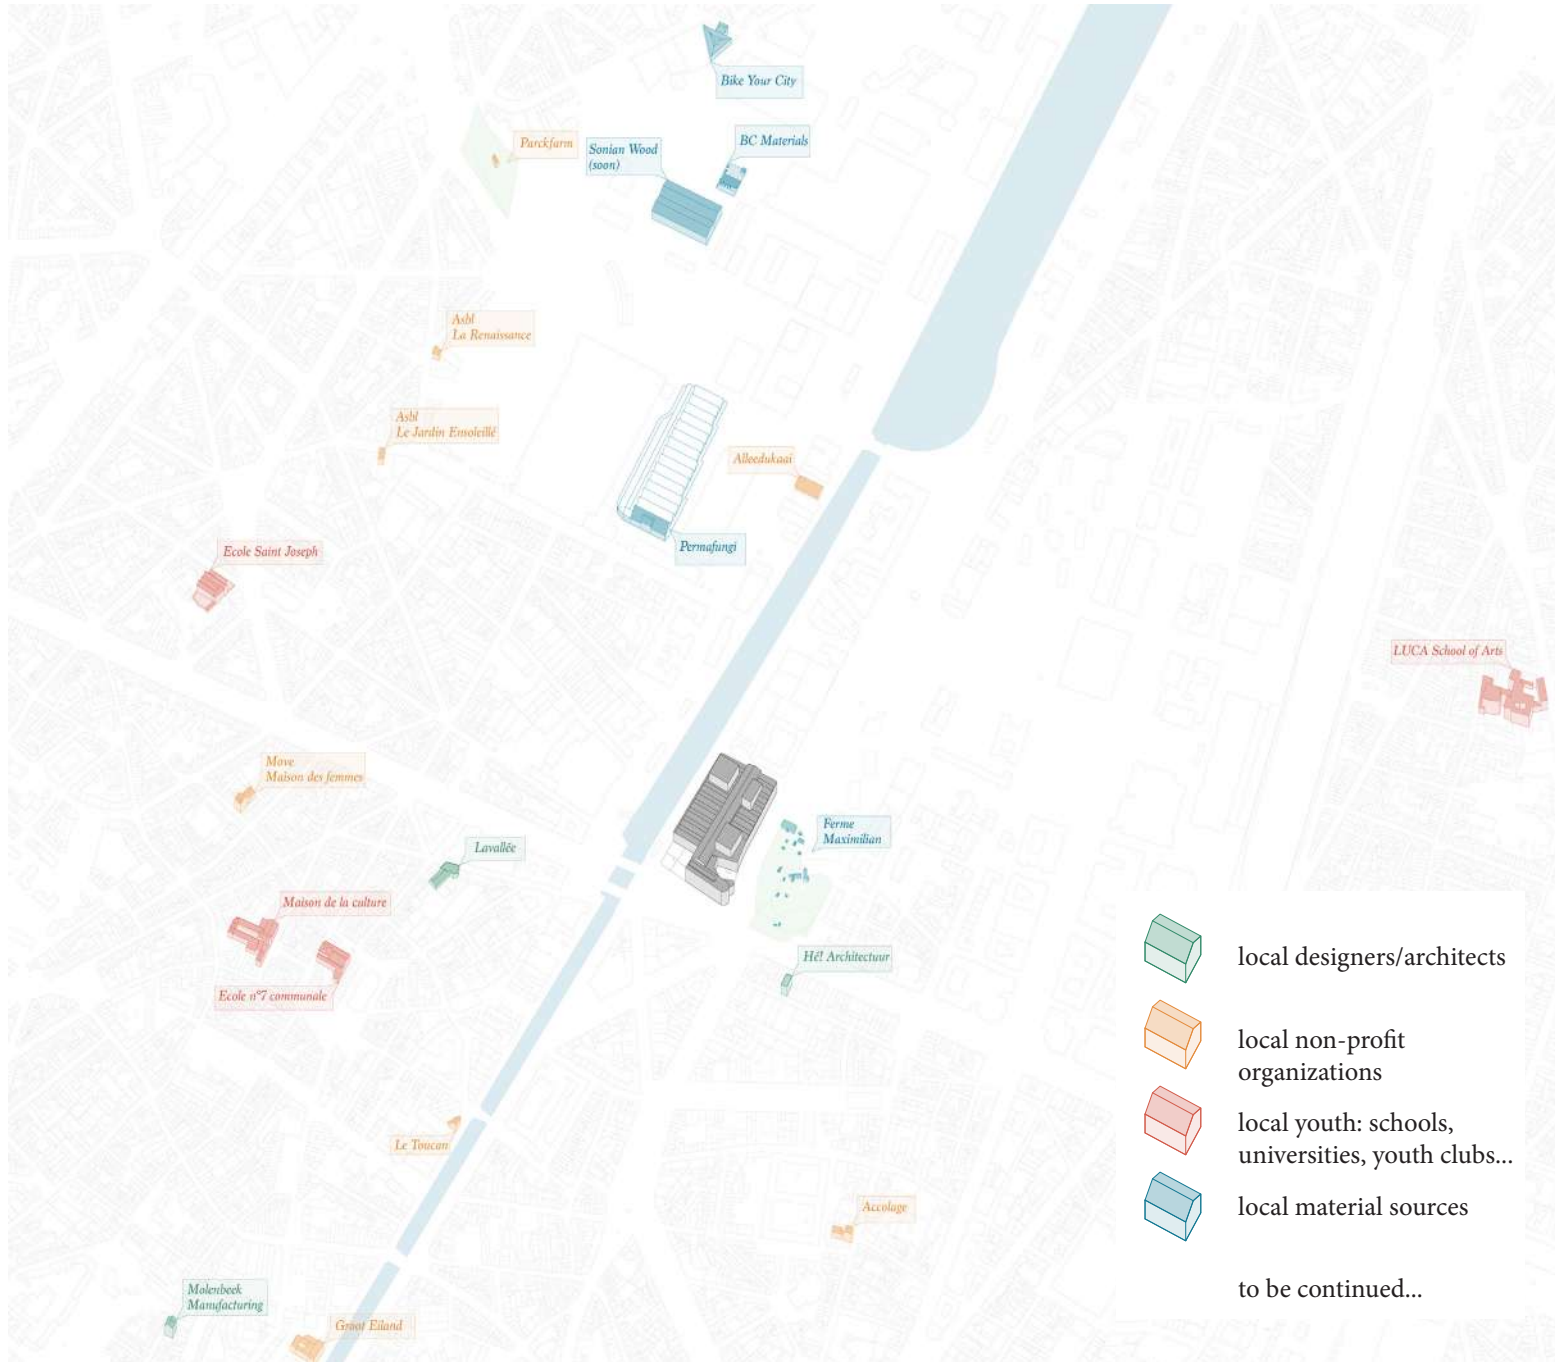 Bike Your City
Parckfarm
Sonian Wood
(soon)
BC Materials
Asbl
La Renaissance
Asbl
Le Jardin Ensoleillé
Alleedukaai
Permafungi
Ecole Saint Joseph
LUCA School of Arts
Move
Maison des femmes
Ferme
Maximilian
Lavallée
Maison de la culture
Hé! Architectuur
Ecole n°7 communale
Le Toucan
Accolage
Molenbeek
Manufacturing
Groot Eiland
local designers/architects
local non-profit
organizations
local youth: schools,
universities, youth clubs...
local material sources
to be continued...